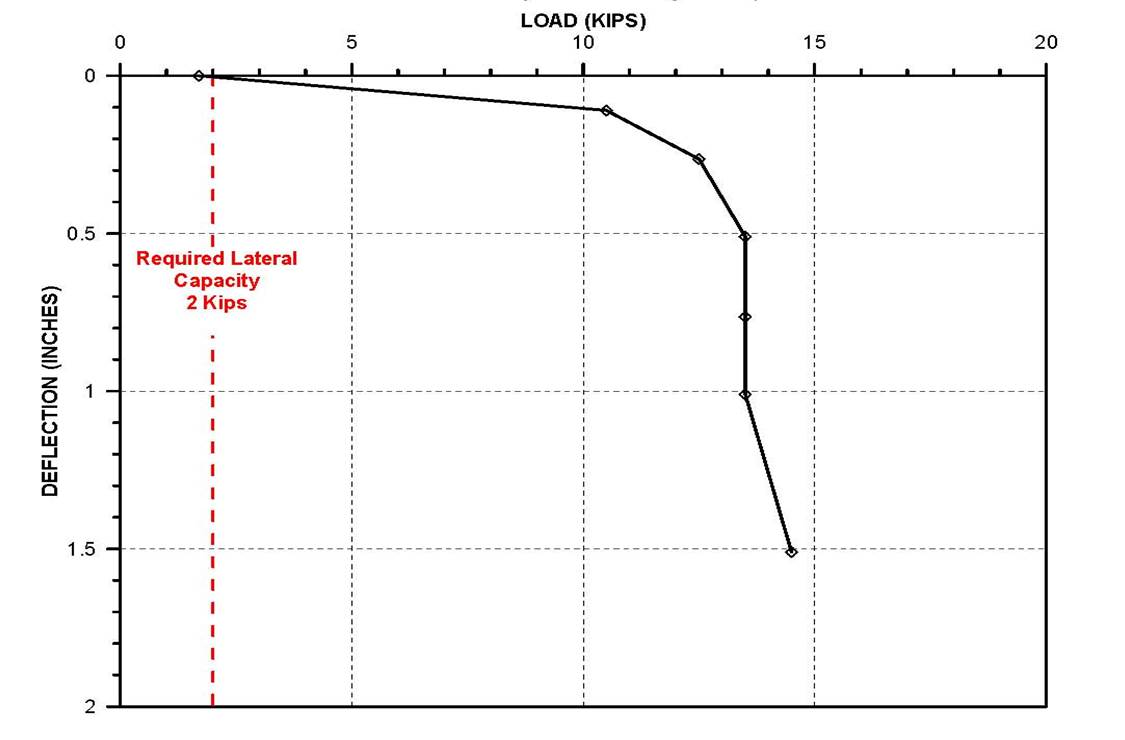 LOAD (KIPS)
0 5 10 15 20
0
0.5
Required Lateral
Capacity
2 Kips
DEFLECTION (INCHES)
1
1.5
2